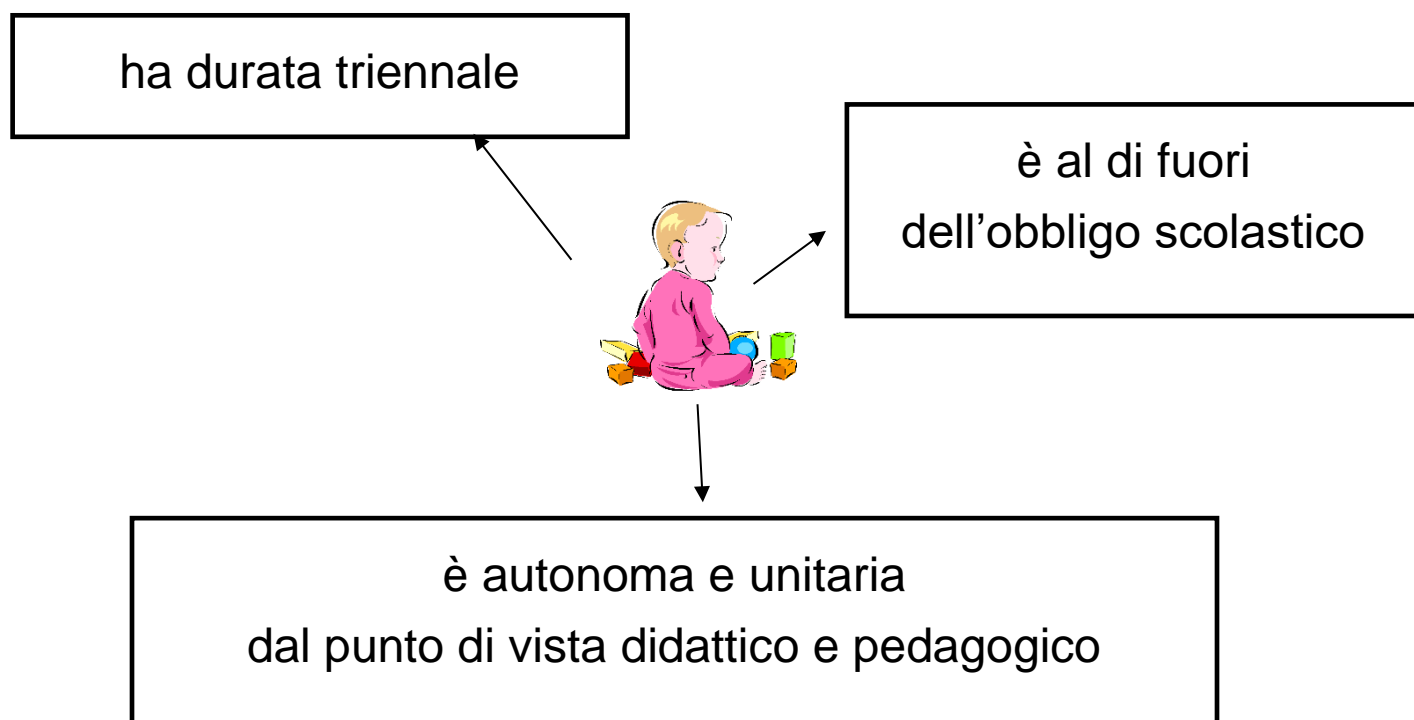 ha durata triennale
è al di fuori
dell’obbligo scolastico
è autonoma e unitaria
dal punto di vista didattico e pedagogico